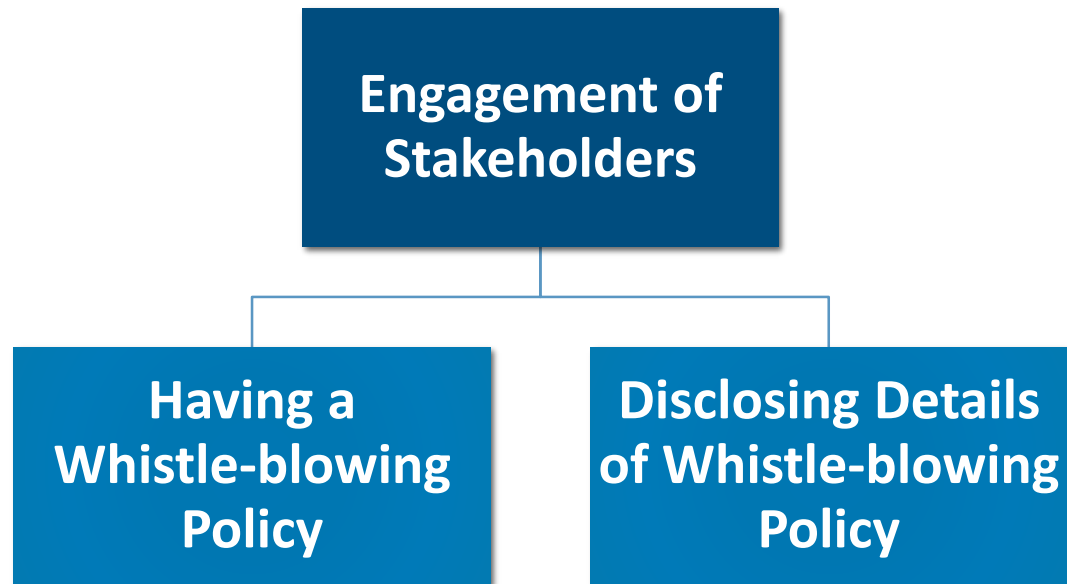 Engagement of
Stakeholders
Having a
Whistle-blowing
Policy
Disclosing Details
of Whistle-blowing
Policy